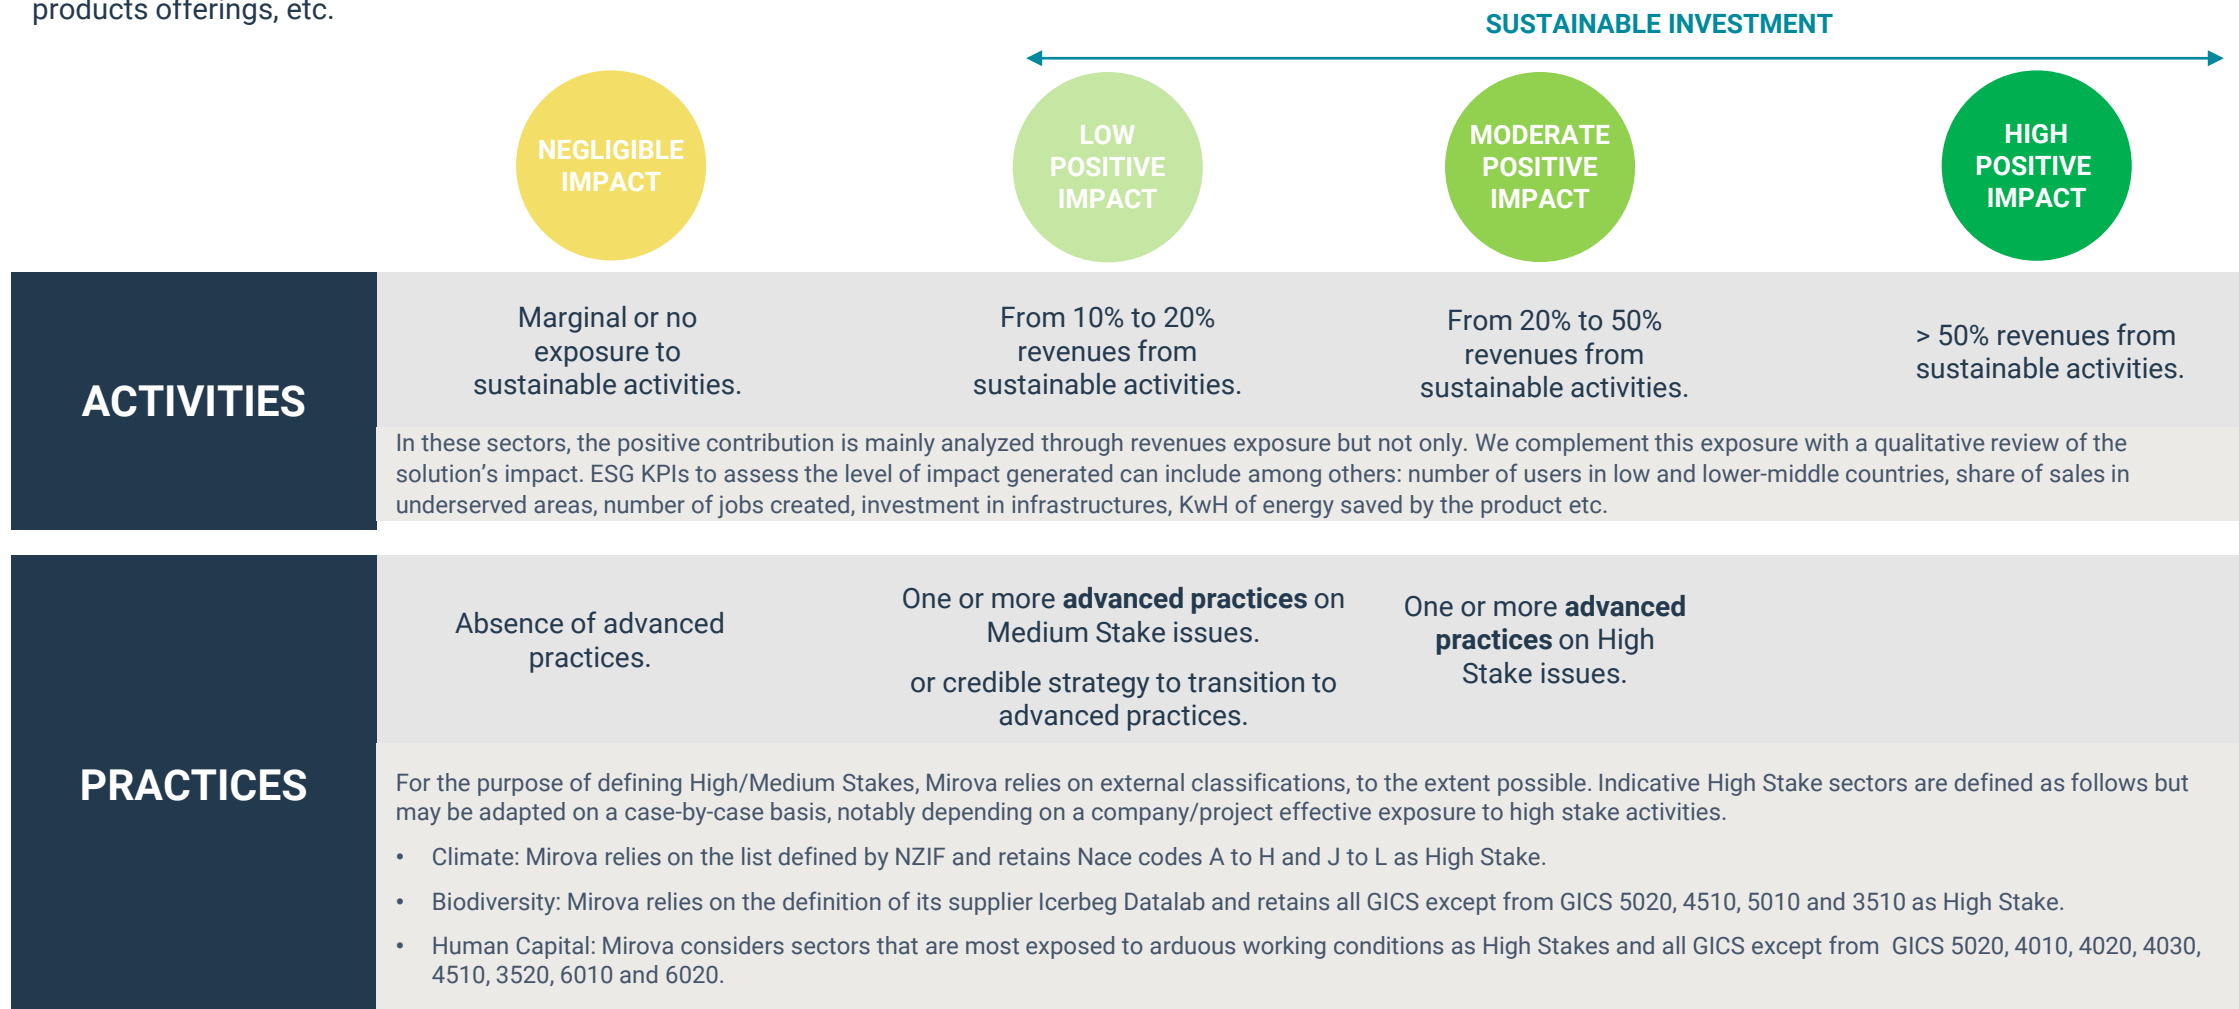 products offerings, etc.
SUSTAINABLE INVESTMENT
NEGLIGIBLE
IMPACT
LOW
POSITIVE
IMPACT
MODERATE
POSITIVE
IMPACT
HIGH
POSITIVE
IMPACT
ACTIVITIES
Marginal or no
exposure to
sustainable activities.
From 10% to 20%
revenues from
sustainable activities.
From 20% to 50%
revenues from
sustainable activities.
> 50% revenues from
sustainable activities.
In these sectors, the positive contribution is mainly analyzed through revenues exposure but not only. We complement this exposure with a qualitative review of the
solution’s impact. ESG KPIs to assess the level of impact generated can include among others: number of users in low and lower-middle countries, share of sales in
underserved areas, number of jobs created, investment in infrastructures, KwH of energy saved by the product etc.
PRACTICES
Absence of advanced
practices.
One or more advanced practices on
Medium Stake issues.
or credible strategy to transition to
advanced practices.
One or more advanced
practices on High
Stake issues.
For the purpose of defining High/Medium Stakes, Mirova relies on external classifications, to the extent possible. Indicative High Stake sectors are defined as follows but
may be adapted on a case-by-case basis, notably depending on a company/project effective exposure to high stake activities.
• Climate: Mirova relies on the list defined by NZIF and retains Nace codes A to H and J to L as High Stake.
• Biodiversity: Mirova relies on the definition of its supplier Icerbeg Datalab and retains all GICS except from GICS 5020, 4510, 5010 and 3510 as High Stake.
• Human Capital: Mirova considers sectors that are most exposed to arduous working conditions as High Stakes and all GICS except from GICS 5020, 4010, 4020, 4030,
4510, 3520, 6010 and 6020.